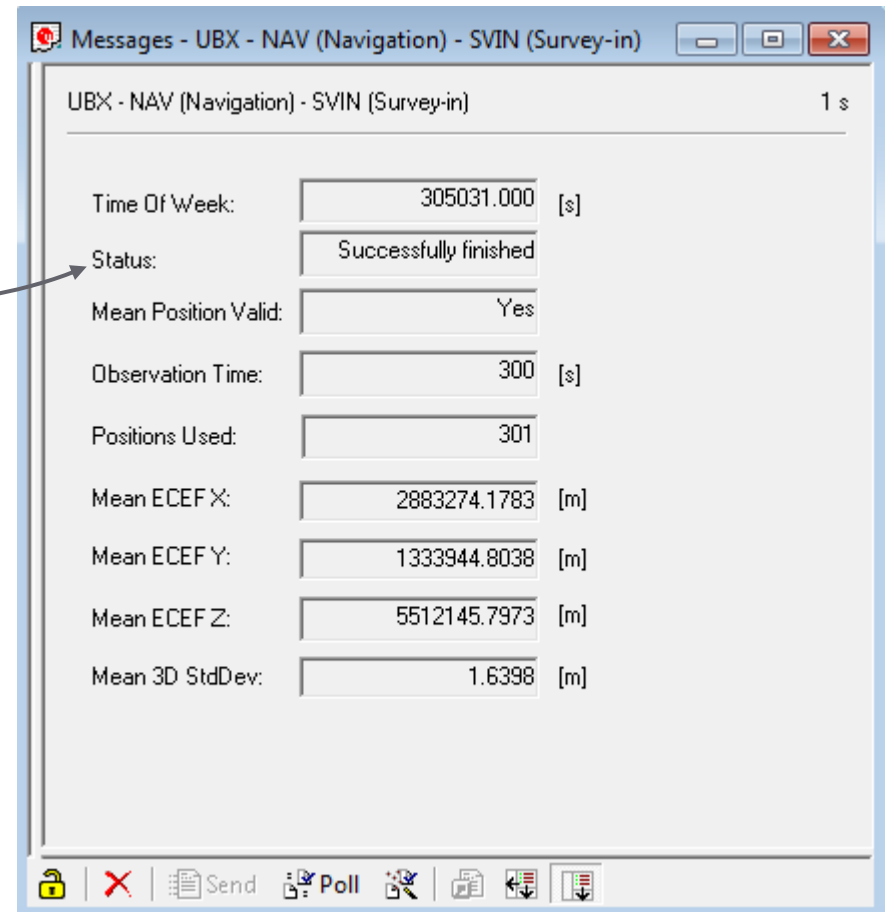 Messages - UBX - NAV (Navigation) - SVIN (Survey-in)
UBX - NAV (Navigation) - SVIN (Survey-in) 1 s
Time Of Week: 305031.000 [s]
Status: Successfully finished
Mean Position Valid: Yes
Observation Time: 300 [s]
Positions Used: 301
Mean ECEF X: 2883274.1783 [m]
Mean ECEF Y: 1333944.8038 [m]
Mean ECEF Z: 5512145.7973 [m]
Mean 3D StdDev: 1.6398 [m]
Send Poll